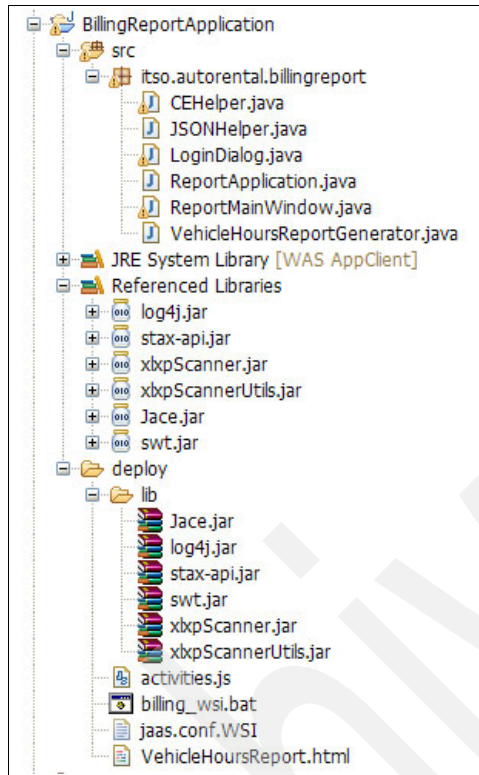 BillingReportApplication
src
itso.autorental.billingreport
CEHelper.java
JSONHelper.java
LoginDialog.java
ReportApplication.java
ReportMainWindow.java
VehicleHoursReportGenerator.java
JRE System Library [WAS AppClient]
Referenced Libraries
log4j.jar
stax-api.jar
xlxpScanner.jar
xlxpScannerUtils.jar
Jace.jar
swt.jar
deploy
lib
Jace.jar
log4j.jar
stax-api.jar
swt.jar
xlxpScanner.jar
xlxpScannerUtils.jar
activities.js
billing_wsi.bat
jaas.conf.WSI
VehicleHoursReport.html